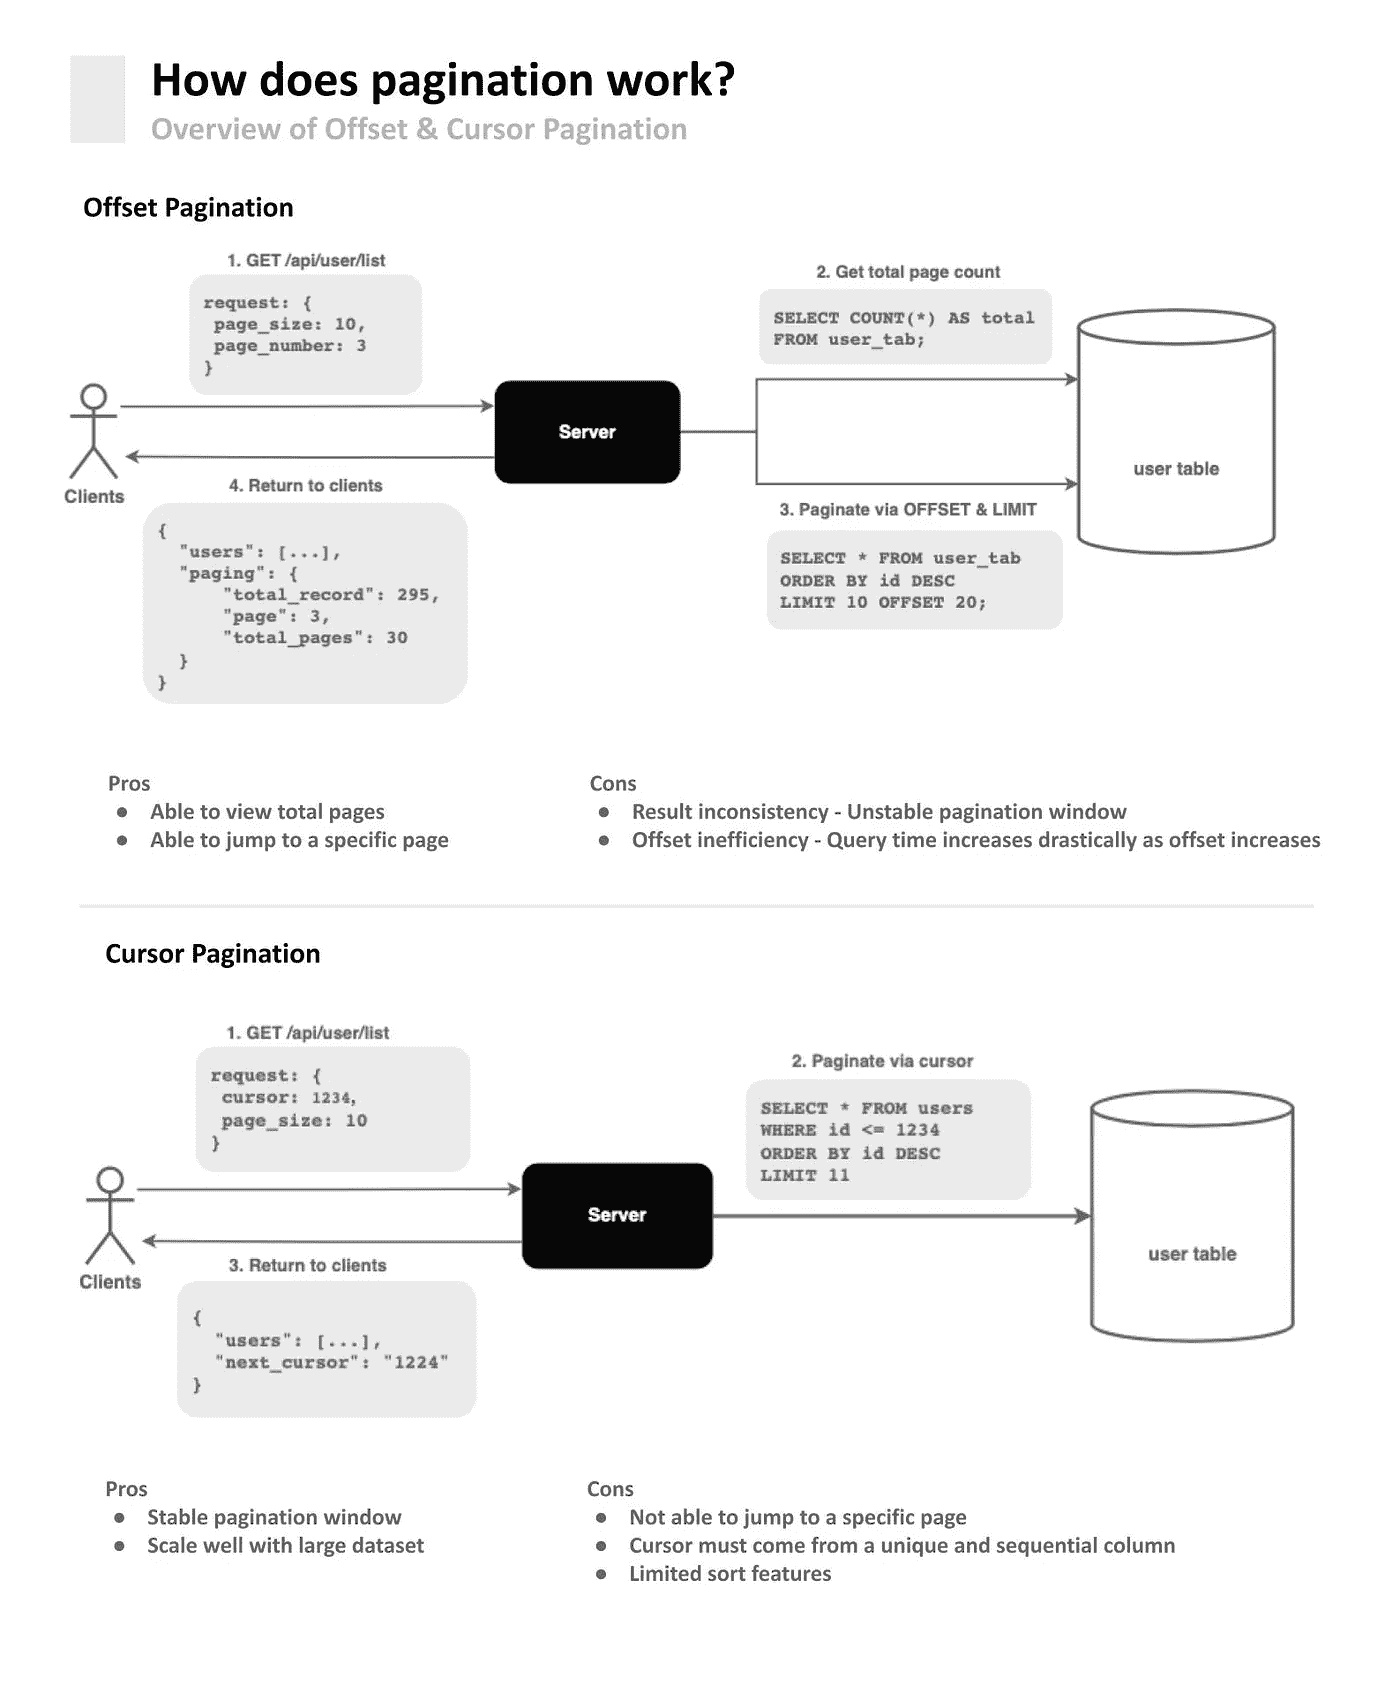 How does pagination work?
Overview of Offset & Cursor Pagination
Offset Pagination
1. GET /api/user/list
request: {
page_size: 10,
page_number: 3
}
2. Get total page count
SELECT COUNT(*) AS total
FROM user_tab;
Clients
Server
user table
3. Paginate via OFFSET & LIMIT
SELECT * FROM user_tab
ORDER BY id DESC
LIMIT 10 OFFSET 20;
4. Return to clients
{
"users": [...],
"paging": {
"total_record": 295,
"page": 3,
"total_pages": 30
}
}
Pros
● Able to view total pages
● Able to jump to a specific page
Cons
● Result inconsistency - Unstable pagination window
● Offset inefficiency - Query time increases drastically as offset increases
Cursor Pagination
1. GET /api/user/list
request: {
cursor: 1234,
page_size: 10
}
2. Paginate via cursor
SELECT * FROM users
WHERE id <= 1234
ORDER BY id DESC
LIMIT 11
Clients
Server
user table
3. Return to clients
{
"users": [...],
"next_cursor": "1224"
}
Pros
● Stable pagination window
● Scale well with large dataset
Cons
● Not able to jump to a specific page
● Cursor must come from a unique and sequential column
● Limited sort features